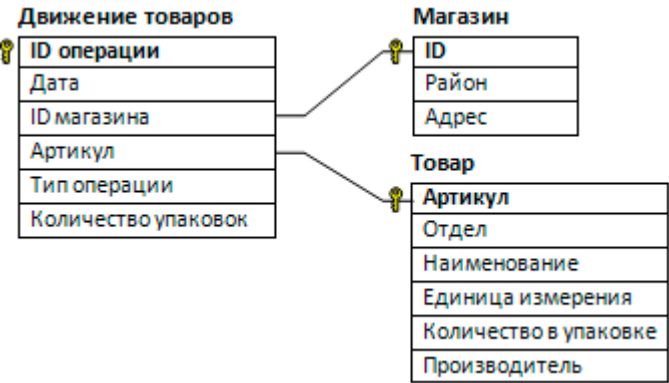 Движение товаров
ID операции
Дата
ID магазина
Артикул
Тип операции
Количество упаковок
Магазин
ID
Район
Адрес
Товар
Артикул
Отдел
Наименование
Единица измерения
Количество в упаковке
Производитель